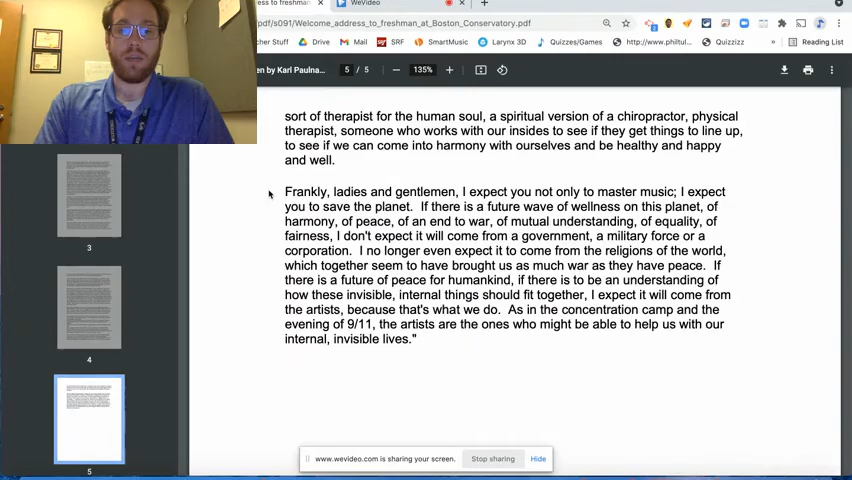 s to freshman
WeVideo
/pdf/s091/Welcome_address_to_freshman_at_Boston_Conservatory.pdf
cher Stuff
Drive
Mail
SRF
SmartMusic
Larynx 3D
Quizzes/Games
http://www.philtul...
Quizzizz
Reading List
en by Karl Paulna...
5 / 5
135%
sort of therapist for the human soul, a spiritual version of a chiropractor, physical
therapist, someone who works with our insides to see if they get things to line up,
to see if we can come into harmony with ourselves and be healthy and happy
and well.
Frankly, ladies and gentlemen, I expect you not only to master music; I expect
you to save the planet. If there is a future wave of wellness on this planet, of
harmony, of peace, of an end to war, of mutual understanding, of equality, of
fairness, I don't expect it will come from a government, a military force or a
corporation. I no longer even expect it to come from the religions of the world,
which together seem to have brought us as much war as they have peace. If
there is a future of peace for humankind, if there is to be an understanding of
how these invisible, internal things should fit together, I expect it will come from
the artists, because that's what we do. As in the concentration camp and the
evening of 9/11, the artists are the ones who might be able to help us with our
internal, invisible lives."
3
4
5
www.wevideo.com is sharing your screen.
Stop sharing
Hide